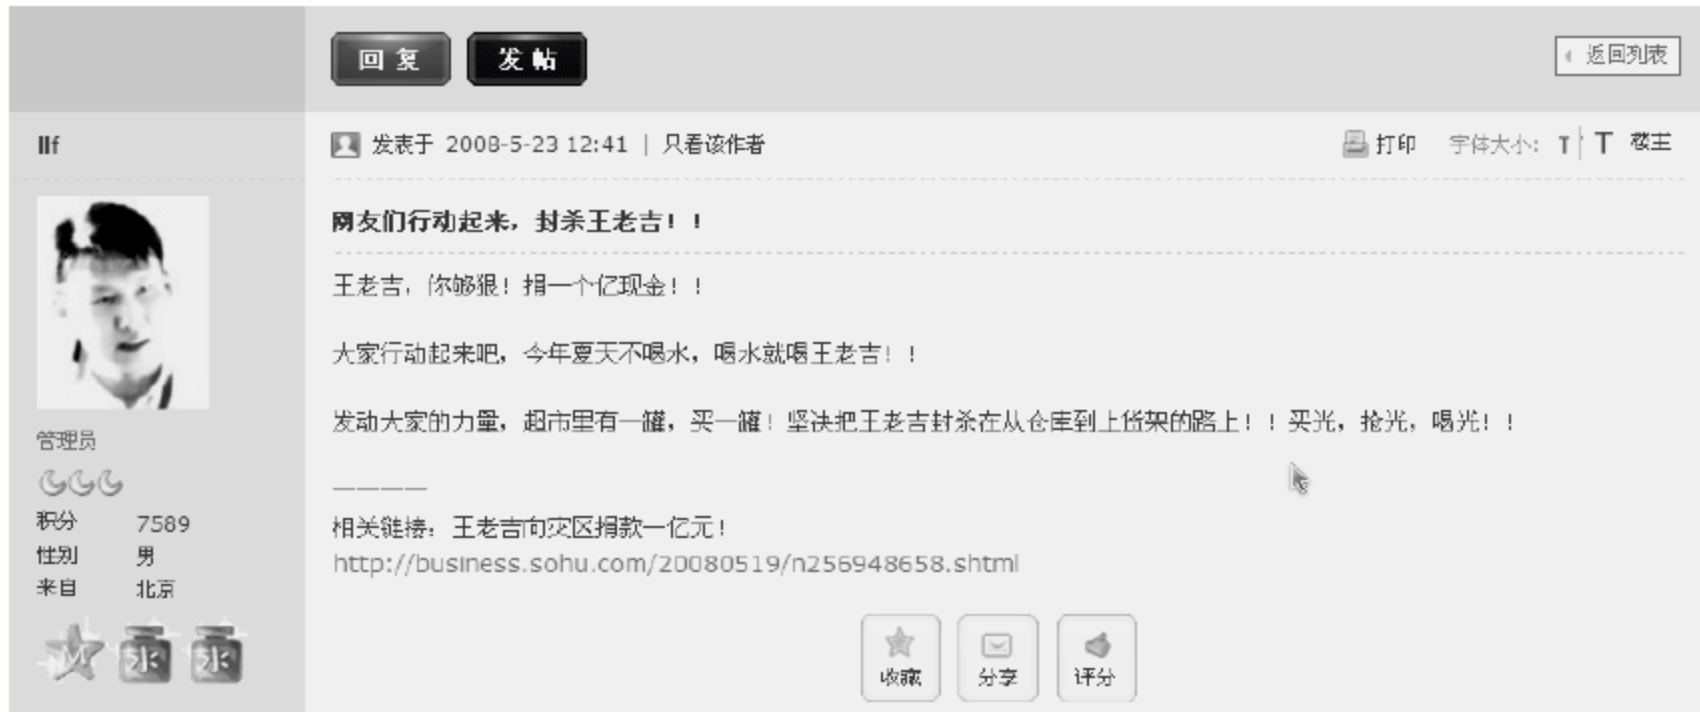 回复 发帖 返回列表
llf
发表于 2008-5-23 12:41 | 只看该作者 打印 字体大小: T T 楼主
网友们行动起来，封杀王老吉！！
王老吉，你够狠！捐一个亿现金！！
大家行动起来吧，今年夏天不喝水，喝水就喝王老吉！！
发动大家的力量，超市里有一罐，买一罐！坚决把王老吉封杀在从仓库到上货架的路上！！买光，抢光，喝光！！
管理员
————
积分 7589
相关链接：王老吉向灾区捐款一亿元！
性别 男
http://business.sohu.com/20080519/n256948658.shtml
来自 北京
M 水 水
收藏 分享 评分